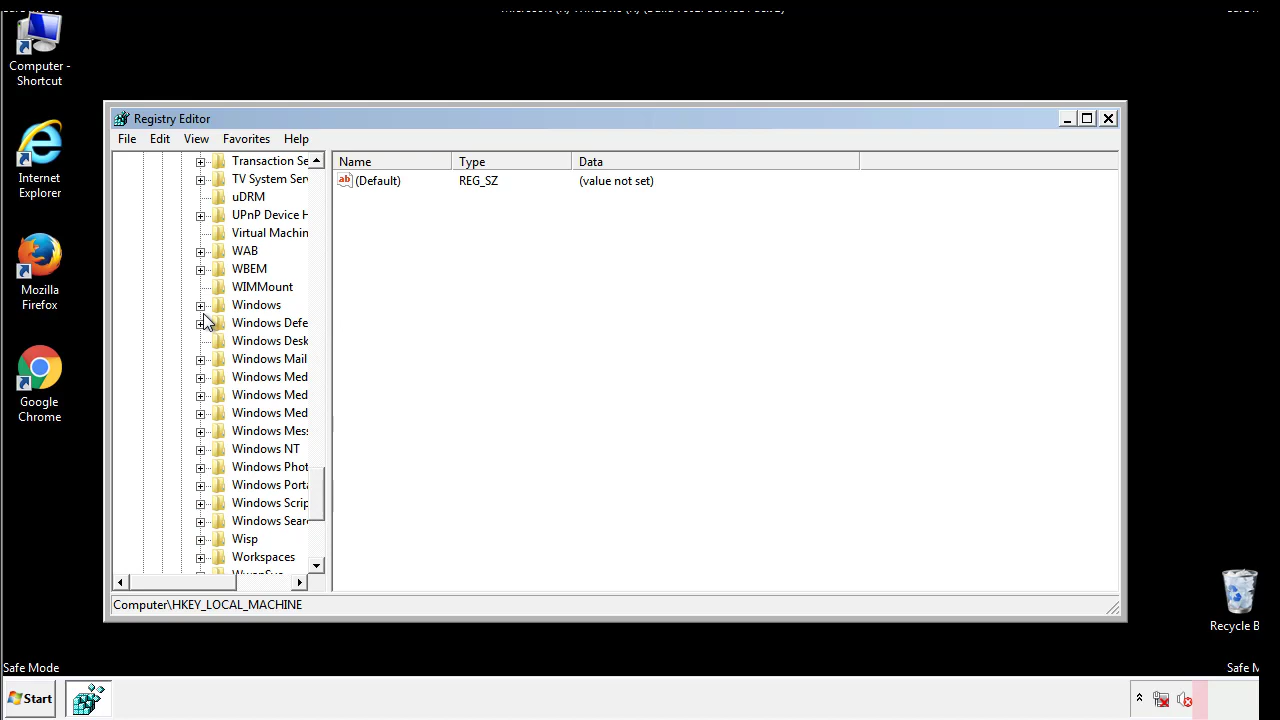 Computer -
Shortcut
Internet
Explorer
Mozilla
Firefox
Google
Chrome
Registry Editor
File Edit View Favorites Help
Transaction Se
TV System Serv
uDRM
UPnP Device H
Virtual Machin
WAB
WBEM
WIMMount
Windows
Windows Defe
Windows Desk
Windows Mail
Windows Med
Windows Med
Windows Med
Windows Mess
Windows NT
Windows Phot
Windows Porta
Windows Scrip
Windows Sear
Wisp
Workspaces
Name Type Data
ab (Default) REG_SZ (value not set)
Computer\HKEY_LOCAL_MACHINE
Recycle B
Safe Mode
Safe M
Start